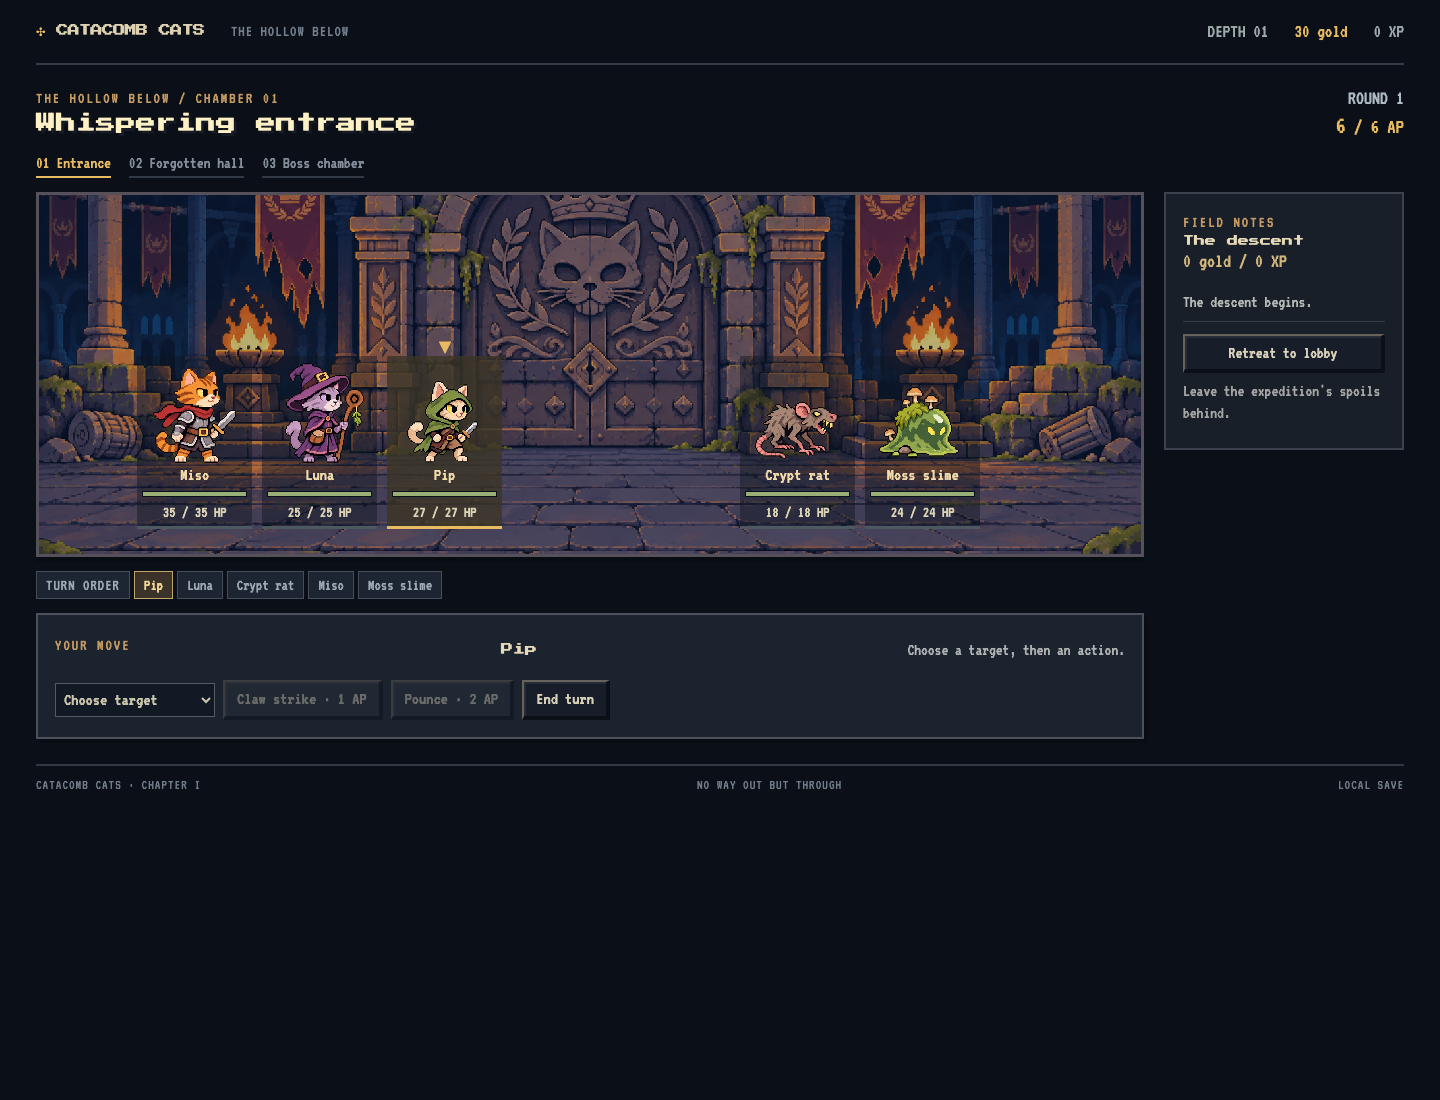 ✣ CATACOMB CATS THE HOLLOW BELOW DEPTH 01 30 gold 0 XP
THE HOLLOW BELOW / CHAMBER 01
Whispering entrance
ROUND 1
6 / 6 AP
01 Entrance 02 Forgotten hall 03 Boss chamber
Miso
35 / 35 HP
Luna
25 / 25 HP
Pip
27 / 27 HP
Crypt rat
18 / 18 HP
Moss slime
24 / 24 HP
FIELD NOTES
The descent
0 gold / 0 XP
The descent begins.
Retreat to lobby
Leave the expedition's spoils
behind.
TURN ORDER Pip Luna Crypt rat Miso Moss slime
YOUR MOVE Pip Choose a target, then an action.
Choose target Claw strike · 1 AP Pounce · 2 AP End turn
CATACOMB CATS · CHAPTER I NO WAY OUT BUT THROUGH LOCAL SAVE